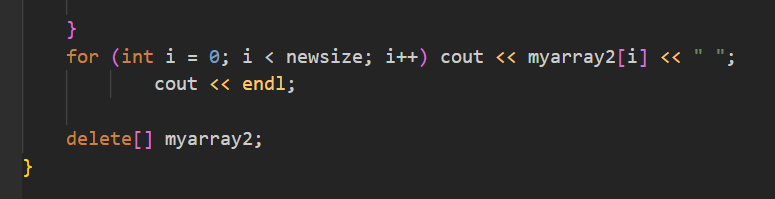 }
for (int i = 0; i < newsize; i++) cout << myarray2[i] << " ";
cout << endl;
delete[] myarray2;
}